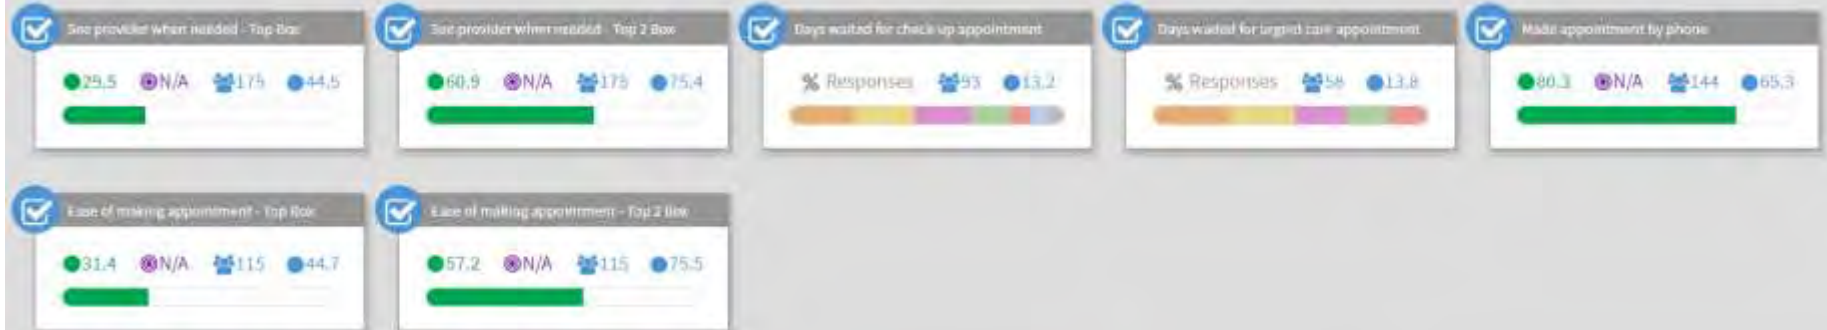 See provider when needed - Top Box
29.5 N/A 175 44.5
See provider when needed - Top 2 Box
60.9 N/A 175 75.4
Days waited for check up appointment
% Responses 93 13.2
Days waited for urgent care appointment
% Responses 58 13.8
Made appointment by phone
80.3 N/A 144 65.3
Ease of making appointment - Top Box
31.4 N/A 115 44.7
Ease of making appointment - Top 2 Box
57.2 N/A 115 75.5